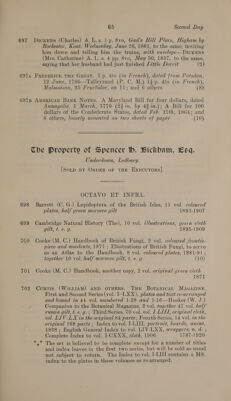 65 Second Day
697 DICKENS (Charles) A. L. s. 1 p. 8vo, Gad's Hill Place, Higham by
Rochester, Kent, Wednesday, June 26, 1861, to the same, inviting
him down and telling him the trains, with envelope—DICKENS
(Mrs. Catharine) A. L. s. 4 pp. 8vo, May 30, 1857, to the same,
saying that her husband had just finished Little Dorrit (2)
697A FREDERICK THE GREAT. 1 p. 4to (in French), dated from Potsdam,
12 June, 1766—Talleyrand (P. C. M.) 1½ p. 4to (in French),
Malmaison, 25 Fructidor, an 11; and 6 others (8)
697B AMERICAN BANK NOTES. A Maryland Bill for four dollars, dated
Annapolis, 1 March, 1770 in. by in.); A Bill for 100
dollars of the Confederate States, dated Feb. 17th, 1864; and
8 others, loosely mounted on two sheets of paper (10)
The Property of Spencer H. Bickham, Esq.
Underdown, Ledbury.
[SOLD BY ORDER OF THE EXECUTORS]
OCTAVO ET INFRA.
698 Barrett (C. G.) Lepidoptera of the British Isles, 11 vol. coloured
plates, half green morocco gilt 1893-1907
699 Cambridge Natural History (The), 10 vol. illustrations, green cloth
gilt, t. e. g. 1895-1909
700 Cooke (M. C.) Handbook of British Fungi, 2 vol. coloured frontis-
piece and woodcuts, 1871; Illustrations of British Fungi, to serve
as an Atlas to the Handbook, 8 vol. coloured plates, 1881-91;
together 10 vol. half morocco gilt, t. e. g. (10)
701 Cooke (M. C.) Handbook, another copy, 2 vol. original green cloth
1871
702 CURTIS (WILLIAM) AND OTHERS. THE BOTANICAL MAGAZINE
First and Second Series (vol. I-LXX), plates and text re-arranged
and bound in 44 vol. numbered 1-28 and 1-16—Hooker (W. J.)
Companion to the Botanical Magazine, 2 vol. together 47 vol. half
russia gilt, t. e. g.; Third Series, 59 vol. vol. I-LIII, original cloth,
vol. LIV-LX in the original 84 parts; Fourth Series, 14 vol. in the
original 168 parts; Index to vol. I-LIII, portrait, boards, uncut,
1828; English General Index to vol. I-LXX, wrappers n. d.;
Complete Index to vol. I-CXXX, cloth, 1906 1787-1920
*** The set is believed to be complete except for a number of titles
and index leaves in the first two series, but will be sold as usual
not subject to return. The Index to vol. I-LIII contains a MS.
index to the plates in these volumes as re-arranged.